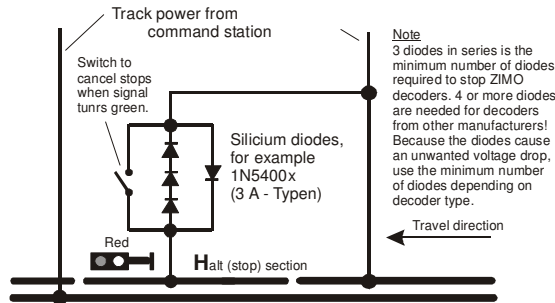 Track power from
command station
Switch to
cancel stops
when signal
tunrs green.
Silicium diodes,
for example
1N5400x
(3 A - Typen)
Note
3 diodes in series is the
minimum number of diodes
required to stop ZIMO
decoders. 4 or more diodes
are needed for decoders
from other manufacturers!
Because the diodes cause
an unwanted voltage drop,
use the minimum number
of diodes depending on
decoder type.
Travel direction
Red
Halt (stop) section